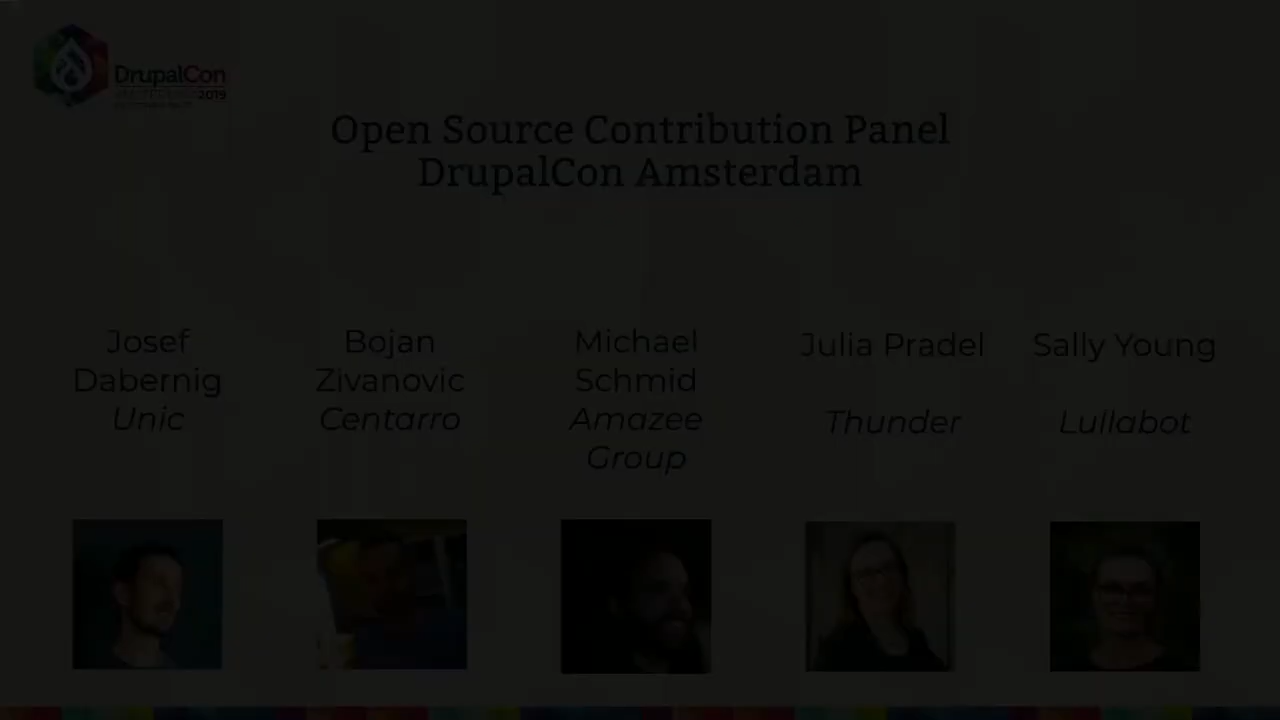 DrupalCon
AMSTERDAM 2019
Open Source Contribution Panel
DrupalCon Amsterdam
Josef
Dabernig
Unic
Bojan
Zivanovic
Centarro
Michael
Schmid
Amazee
Group
Julia Pradel
Thunder
Sally Young
Lullabot